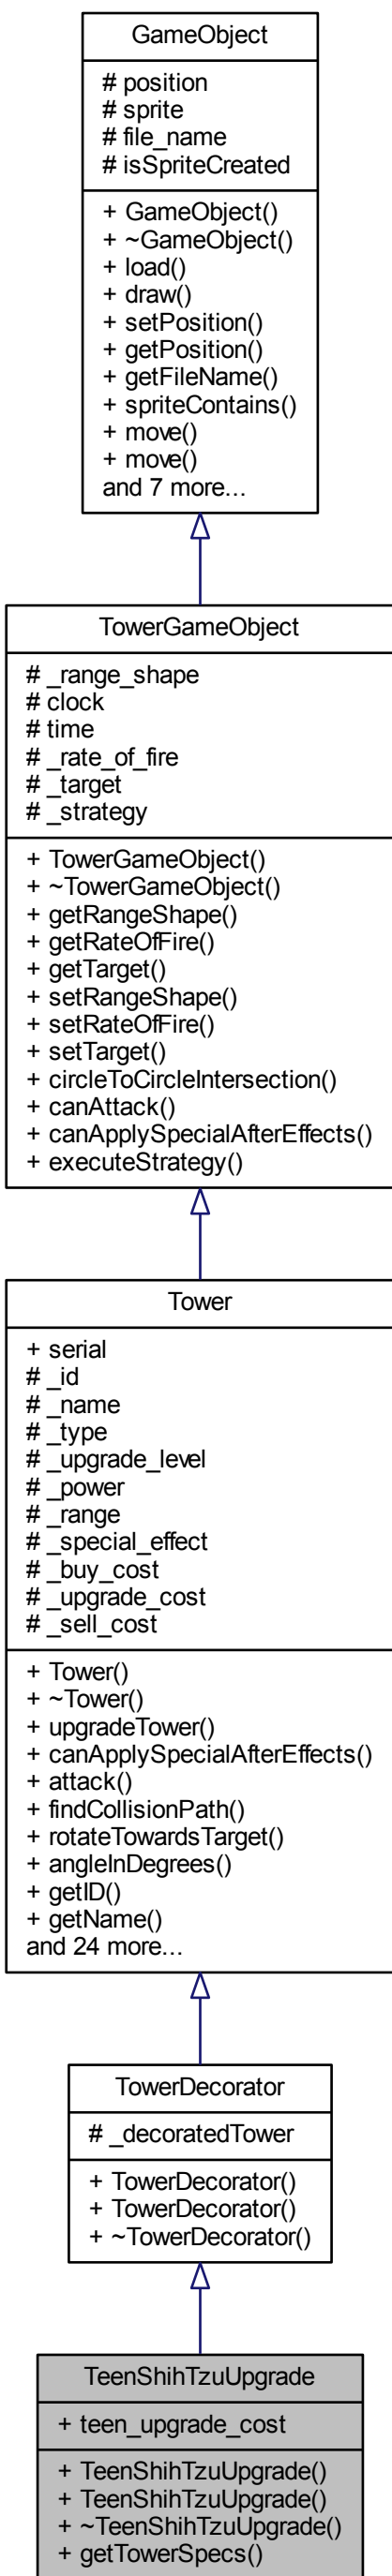 GameObject
# position
# sprite
# file_name
# isSpriteCreated
+ GameObject()
+ ~GameObject()
+ load()
+ draw()
+ setPosition()
+ getPosition()
+ getFileName()
+ spriteContains()
+ move()
+ move()
and 7 more...
TowerGameObject
# _range_shape
# clock
# time
# _rate_of_fire
# _target
# _strategy
+ TowerGameObject()
+ ~TowerGameObject()
+ getRangeShape()
+ getRateOfFire()
+ getTarget()
+ setRangeShape()
+ setRateOfFire()
+ setTarget()
+ circleToCircleIntersection()
+ canAttack()
+ canApplySpecialAfterEffects()
+ executeStrategy()
Tower
+ serial
# _id
# _name
# _type
# _upgrade_level
# _power
# _range
# _special_effect
# _buy_cost
# _upgrade_cost
# _sell_cost
+ Tower()
+ ~Tower()
+ upgradeTower()
+ canApplySpecialAfterEffects()
+ attack()
+ findCollisionPath()
+ rotateTowardsTarget()
+ angleInDegrees()
+ getID()
+ getName()
and 24 more...
TowerDecorator
# _decoratedTower
+ TowerDecorator()
+ TowerDecorator()
+ ~TowerDecorator()
TeenShihTzuUpgrade
+ teen_upgrade_cost
+ TeenShihTzuUpgrade()
+ TeenShihTzuUpgrade()
+ ~TeenShihTzuUpgrade()
+ getTowerSpecs()